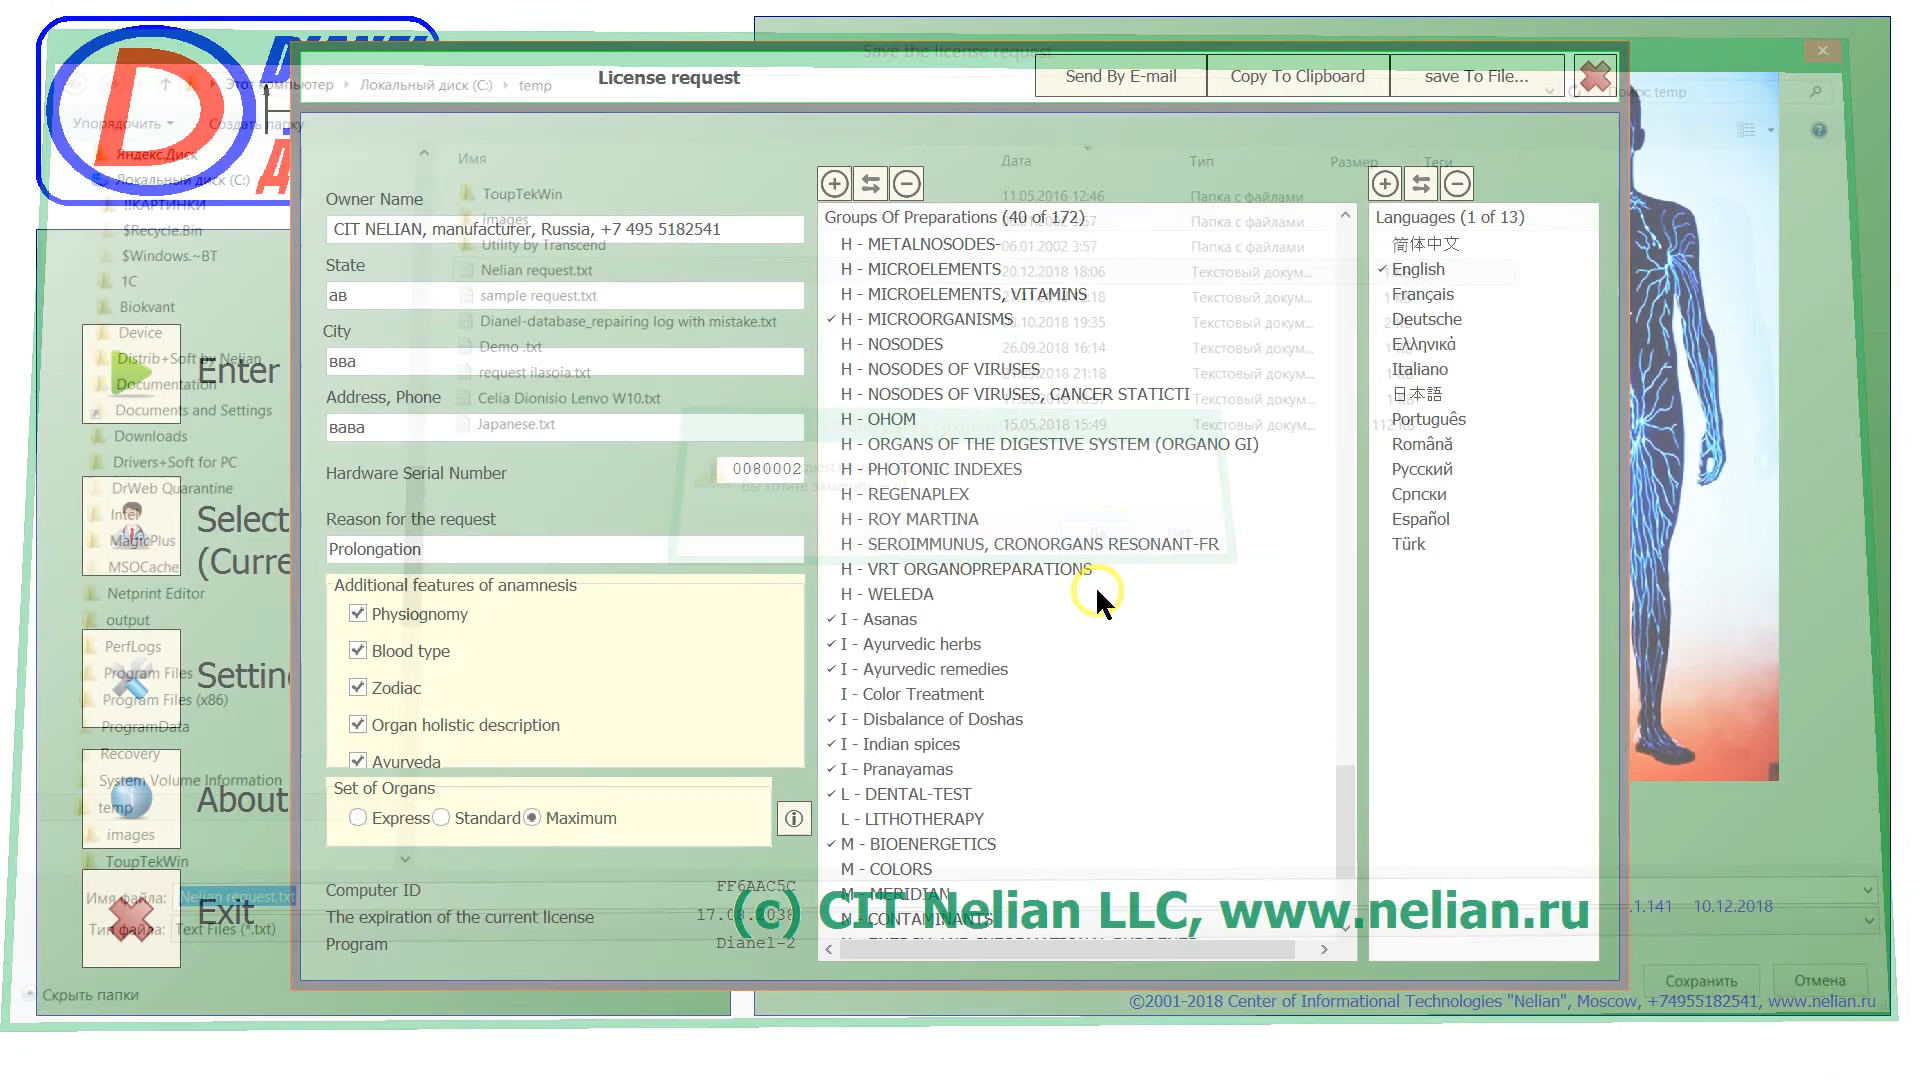 License request
Send By E-mail
Copy To Clipboard
save To File...
Save the license request
Этот компьютер
Локальный диск (C:)
temp
Поиск: temp
Упорядочить
Создать папку
Имя
Дата
Тип
Размер
Теги
Яндекс.Диск
Локальный диск (C:)
!!КАРТИНКИ
$Recycle.Bin
$Windows.~BT
1C
Biokvant
Device
Distrib+Soft by Nelian
Documentation
Documents and Settings
Downloads
Drivers+Soft for PC
DrWeb Quarantine
Intel
MagicPlus
MSOCache
Netprint Editor
output
PerfLogs
Program Files
Program Files (x86)
ProgramData
Recovery
System Volume Information
temp
images
ToupTekWin
Enter
Select
Settin
About
Exit
Имя файла:
Nelian request.txt
Тип файла:
Text Files (*.txt)
Скрыть папки
ToupTekWin
11.05.2016 12:46
Папка с файлами
images
Папка с файлами
Utility by Transcend
06.01.2002 3:57
Папка с файлами
Nelian request.txt
20.12.2018 18:06
Текстовый докум...
sample request.txt
Текстовый докум...
Dianel-database_repairing log with mistake.txt
Текстовый докум...
Demo .txt
26.09.2018 16:14
Текстовый докум...
request ilasoia.txt
Текстовый докум...
Celia Dionisio Lenvo W10.txt
Текстовый докум...
Japanese.txt
15.05.2018 15:49
Текстовый докум...
Owner Name
CIT NELIAN, manufacturer, Russia, +7 495 5182541
State
ав
City
вва
Address, Phone
вава
Hardware Serial Number
0080002
Reason for the request
Prolongation
Additional features of anamnesis
Physiognomy
Blood type
Zodiac
Organ holistic description
Ayurveda
Set of Organs
Express
Standard
Maximum
Computer ID
FF6AAC5C
The expiration of the current license
Program
Dianel-2
Groups Of Preparations (40 of 172)
H - METALNOSODES-
H - MICROELEMENTS
H - MICROELEMENTS, VITAMINS
H - MICROORGANISMS
H - NOSODES
H - NOSODES OF VIRUSES
H - NOSODES OF VIRUSES, CANCER STATICTI
H - OHOM
H - ORGANS OF THE DIGESTIVE SYSTEM (ORGANO GI)
H - PHOTONIC INDEXES
H - REGENAPLEX
H - ROY MARTINA
H - SEROIMMUNUS, CRONORGANS RESONANT-FR
H - VRT ORGANOPREPARATIONS
H - WELEDA
I - Asanas
I - Ayurvedic herbs
I - Ayurvedic remedies
I - Color Treatment
I - Disbalance of Doshas
I - Indian spices
I - Pranayamas
L - DENTAL-TEST
L - LITHOTHERAPY
M - BIOENERGETICS
M - COLORS
M - MERIDIAN
N - CONTAMINANTS
Languages (1 of 13)
简体中文
English
Français
Deutsche
Ελληνικά
Italiano
日本語
Português
Română
Русский
Српски
Español
Türk
(c) CIT Nelian LLC, www.nelian.ru
.1.141
10.12.2018
Сохранить
Отмена
©2001-2018 Center of Informational Technologies "Nelian", Moscow, +74955182541, www.nelian.ru